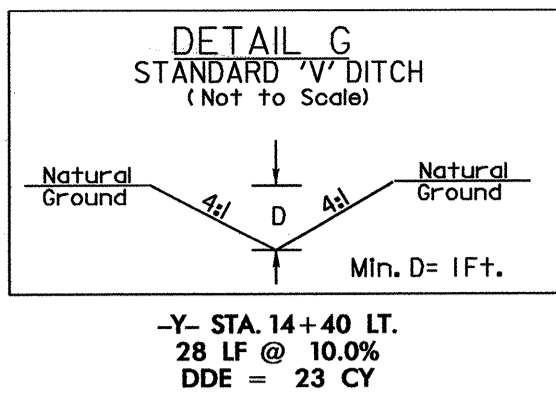 DETAIL G
STANDARD 'V' DITCH
(Not to Scale)
Natural
Ground
4:1
D
4:1
Natural
Ground
Min. D= 1Ft.
-Y- STA. 14+40 LT.
28 LF @ 10.0%
DDE = 23 CY